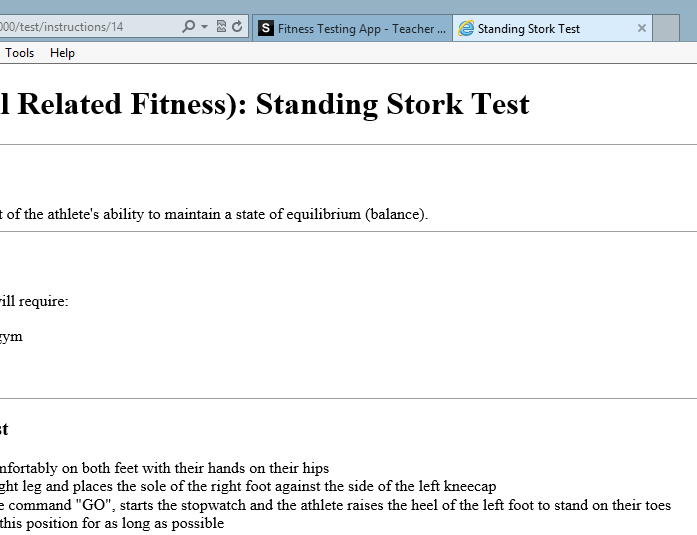 000/test/instructions/14
S Fitness Testing App - Teacher ...
Standing Stork Test
Tools Help
l Related Fitness): Standing Stork Test
t of the athlete's ability to maintain a state of equilibrium (balance).
ill require:
gym
st
mfortably on both feet with their hands on their hips
ght leg and places the sole of the right foot against the side of the left kneecap
e command "GO", starts the stopwatch and the athlete raises the heel of the left foot to stand on their toes
this position for as long as possible